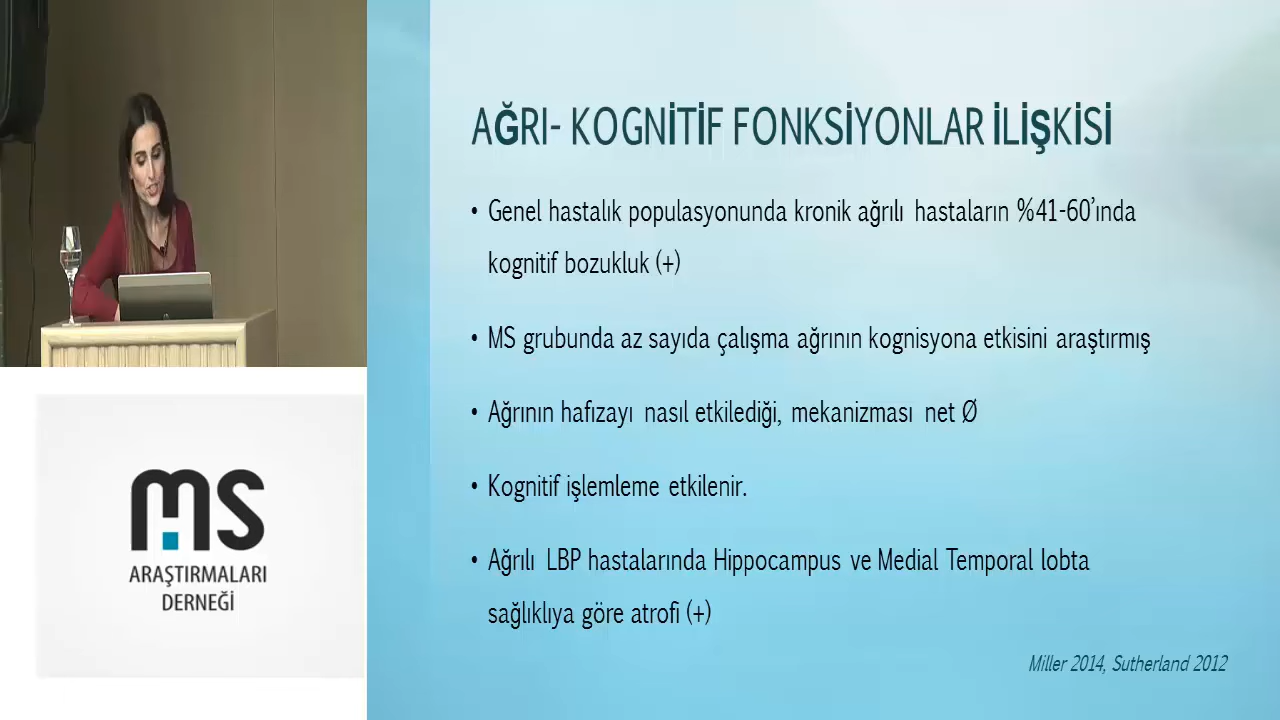 AĞRI- KOGNİTİF FONKSİYONLAR İLİŞKİSİ
• Genel hastalık populasyonunda kronik ağrılı hastaların %41-60’ında
kognitif bozukluk (+)
• MS grubunda az sayıda çalışma ağrının kognisyona etkisini araştırmış
• Ağrının hafızayı nasıl etkilediği, mekanizması net Ø
• Kognitif işlemleme etkilenir.
• Ağrılı LBP hastalarında Hippocampus ve Medial Temporal lobta
sağlıklıya göre atrofi (+)
Miller 2014, Sutherland 2012
MS
ARAŞTIRMALARI
DERNEĞİ